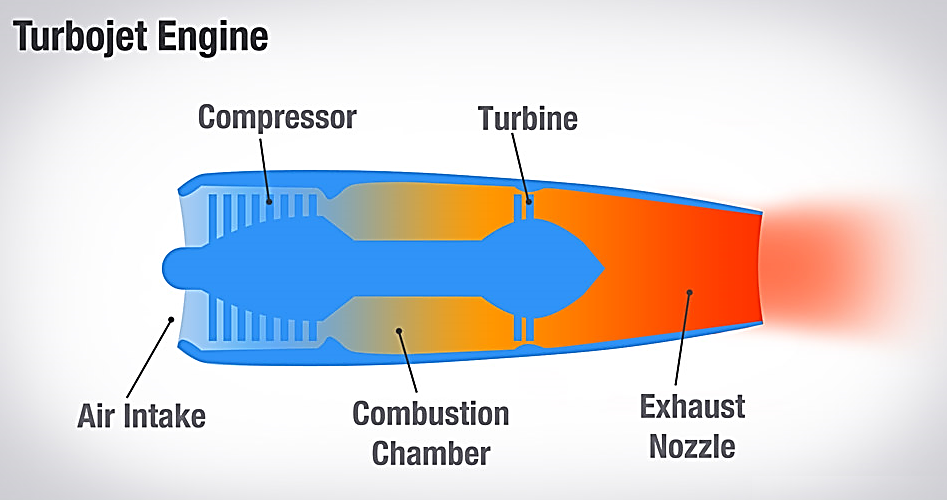 Turbojet Engine
Compressor
Turbine
Air Intake
Combustion
Chamber
Exhaust
Nozzle